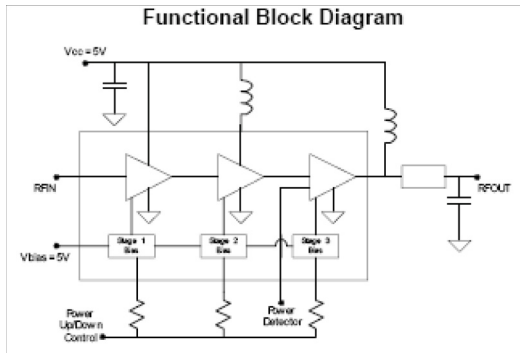 Functional Block Diagram
Vcc = 5V
RFIN
RFOUT
Stage 1
Bias
Stage 2
Bias
Stage 3
Bias
Vbias = 5V
Power
Up/Down
Control
Power
Detector